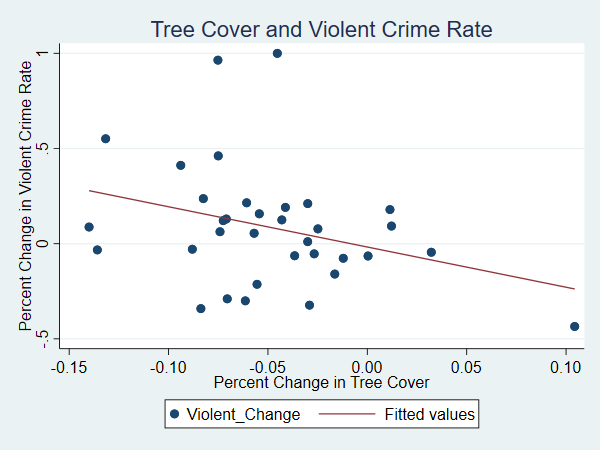 Tree Cover and Violent Crime Rate
Percent Change in Violent Crime Rate
1
.5
0
-.5
-0.15 -0.10 -0.05 0.00 0.05 0.10
Percent Change in Tree Cover
Violent_Change Fitted values